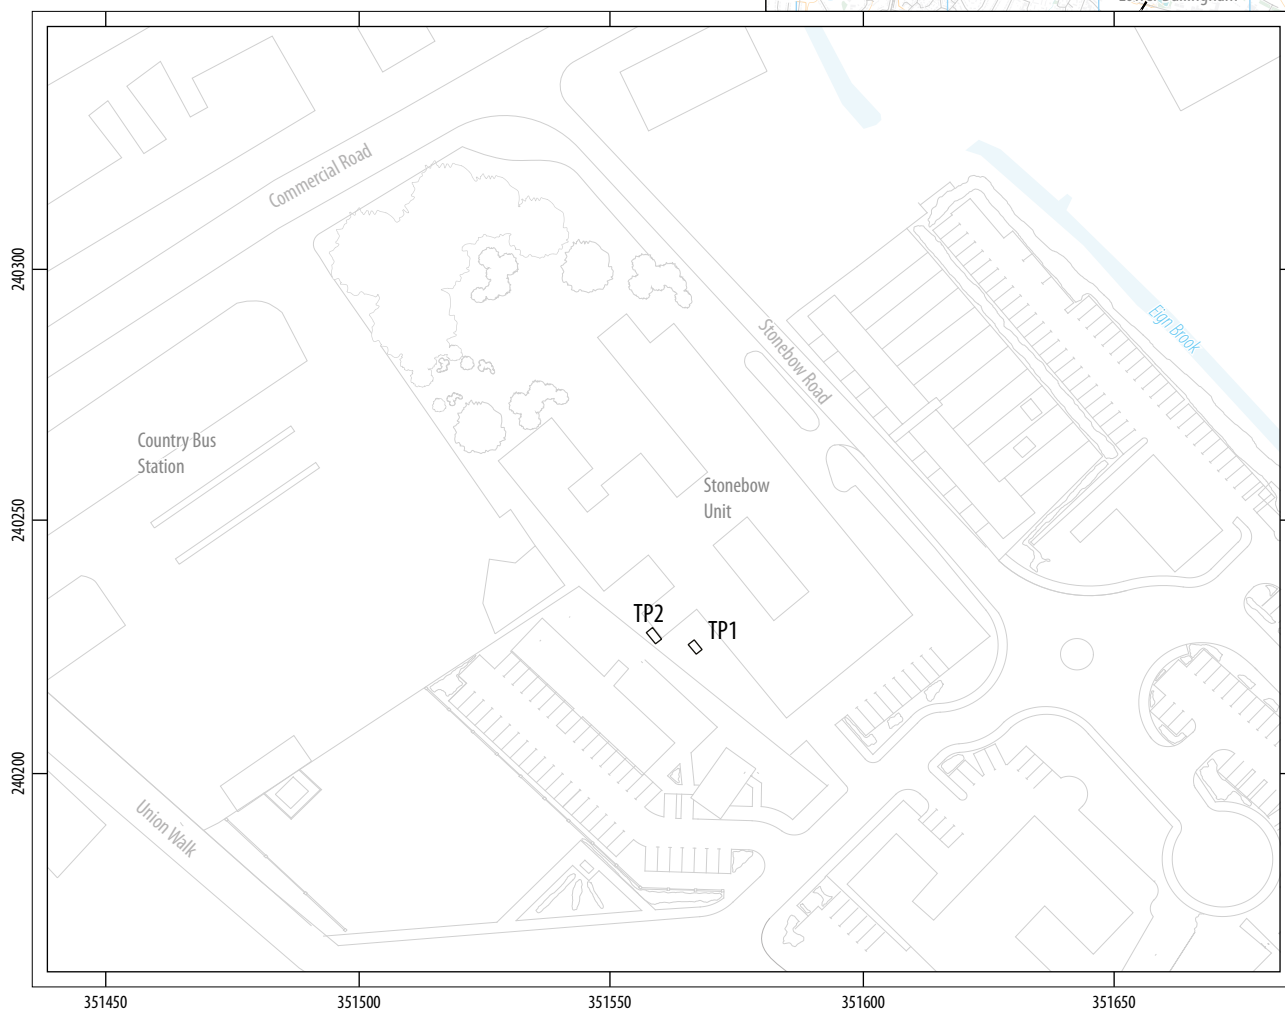 Commercial Road
240300
Eign Brook
Stonebow Road
Country Bus
Station
Stonebow
Unit
240250
TP2
TP1
240200
Union Walk
351450
351500
351550
351600
351650